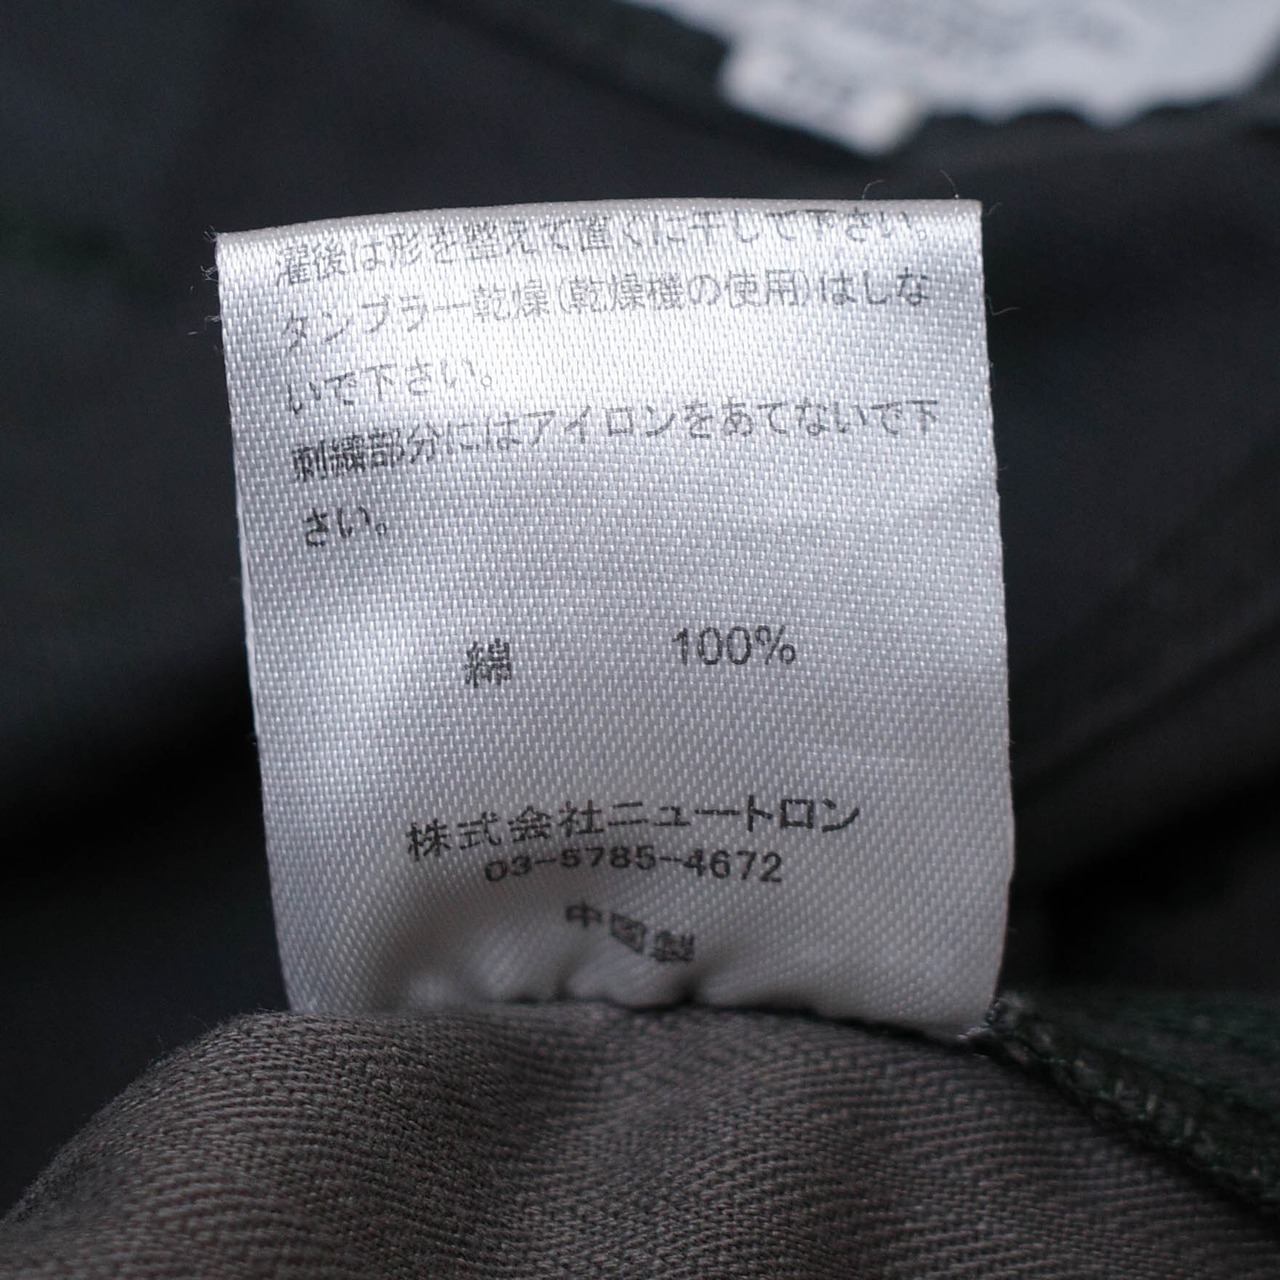 濯後は形を整えて直ぐに干して下さい
タンブラー乾燥(乾燥機の使用)はしな
いで下さい。
刺繍部分にはアイロンをあてないで下
さい。
綿 100%
株式会社ニュートロン
03-5785-4672
中国製